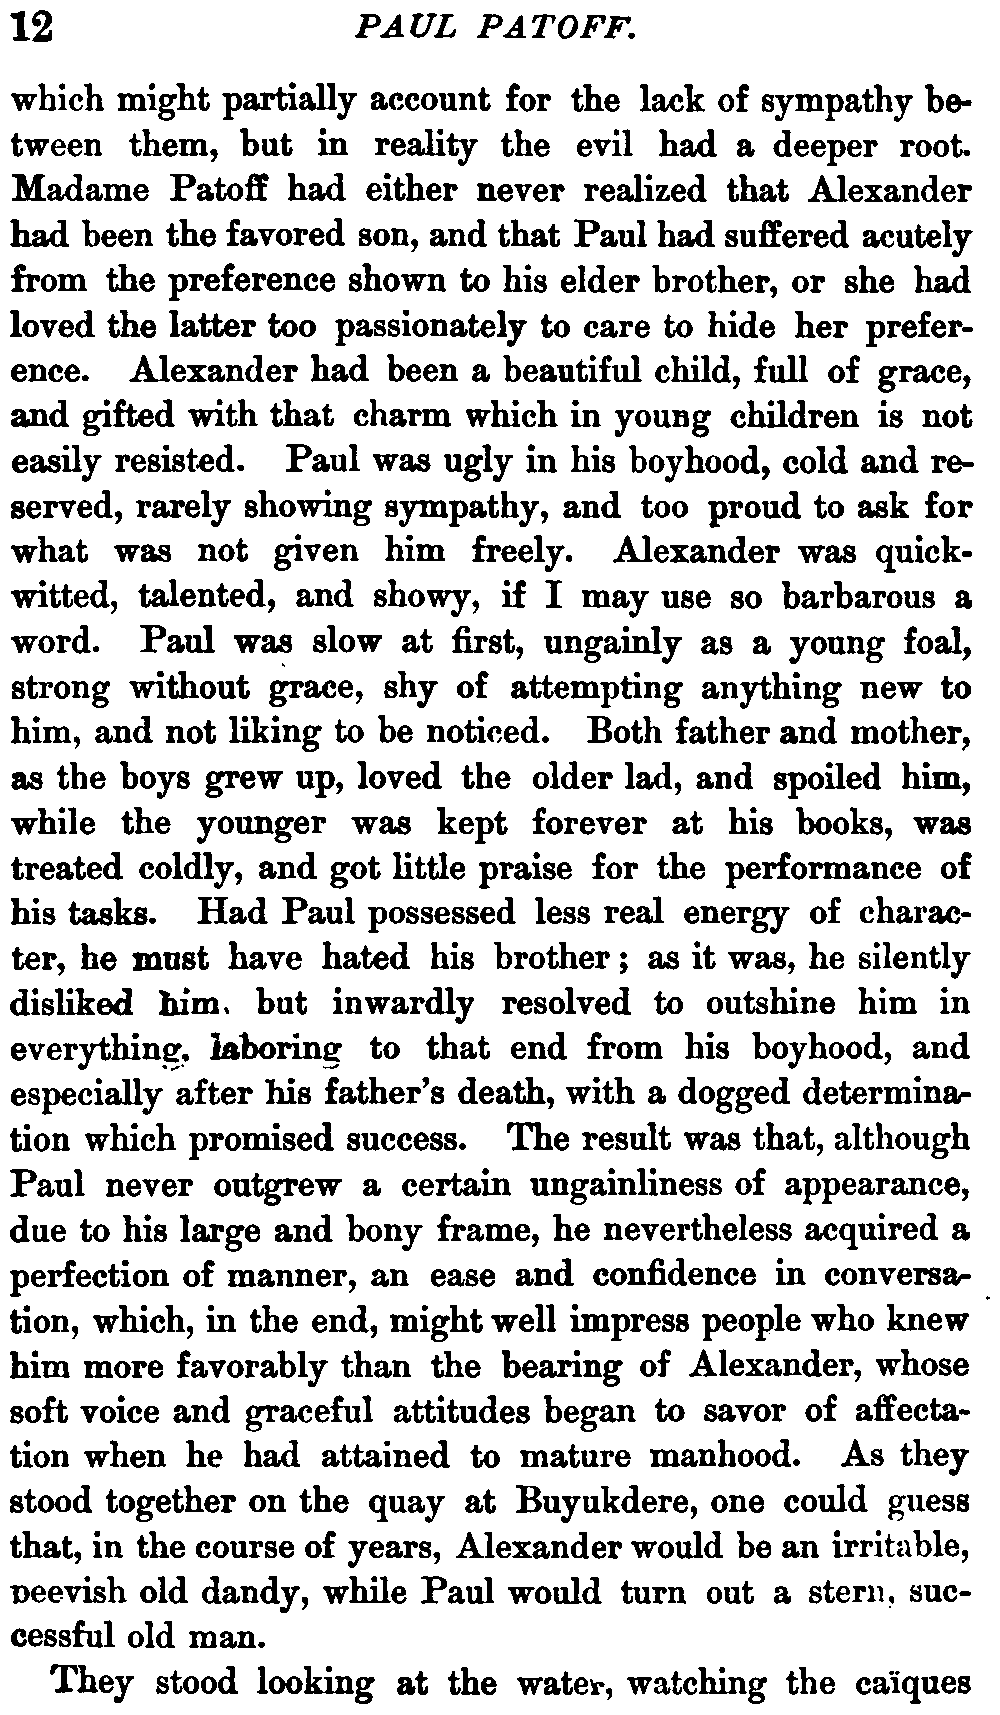 12 PAUL PATOFF.
which might partially account for the lack of sympathy be-
tween them, but in reality the evil had a deeper root.
Madame Patoff had either never realized that Alexander
had been the favored son, and that Paul had suffered acutely
from the preference shown to his elder brother, or she had
loved the latter too passionately to care to hide her prefer-
ence. Alexander had been a beautiful child, full of grace,
and gifted with that charm which in young children is not
easily resisted. Paul was ugly in his boyhood, cold and re-
served, rarely showing sympathy, and too proud to ask for
what was not given him freely. Alexander was quick-
witted, talented, and showy, if I may use so barbarous a
word. Paul was slow at first, ungainly as a young foal,
strong without grace, shy of attempting anything new to
him, and not liking to be noticed. Both father and mother,
as the boys grew up, loved the older lad, and spoiled him,
while the younger was kept forever at his books, was
treated coldly, and got little praise for the performance of
his tasks. Had Paul possessed less real energy of charac-
ter, he must have hated his brother; as it was, he silently
disliked him, but inwardly resolved to outshine him in
everything, laboring to that end from his boyhood, and
especially after his father's death, with a dogged determina-
tion which promised success. The result was that, although
Paul never outgrew a certain ungainliness of appearance,
due to his large and bony frame, he nevertheless acquired a
perfection of manner, an ease and confidence in conversa-
tion, which, in the end, might well impress people who knew
him more favorably than the bearing of Alexander, whose
soft voice and graceful attitudes began to savor of affecta-
tion when he had attained to mature manhood. As they
stood together on the quay at Buyukdere, one could guess
that, in the course of years, Alexander would be an irritable,
peevish old dandy, while Paul would turn out a stern, suc-
cessful old man.
They stood looking at the water, watching the caïques